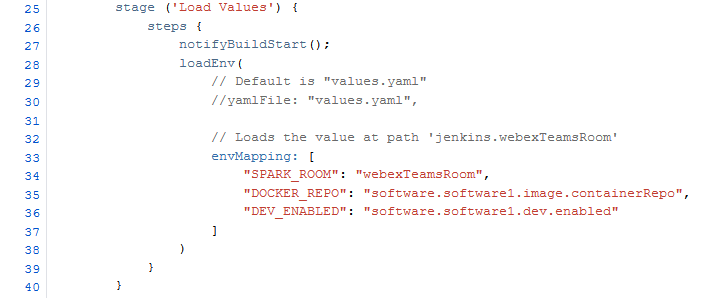 25 stage ('Load Values') {
26 steps {
27 notifyBuildStart();
28 loadEnv(
29 // Default is "values.yaml"
30 //yamlFile: "values.yaml",
31
32 // Loads the value at path 'jenkins.webexTeamsRoom'
33 envMapping: [
34 "SPARK_ROOM": "webexTeamsRoom",
35 "DOCKER_REPO": "software.software1.image.containerRepo",
36 "DEV_ENABLED": "software.software1.dev.enabled"
37 ]
38 )
39 }
40 }